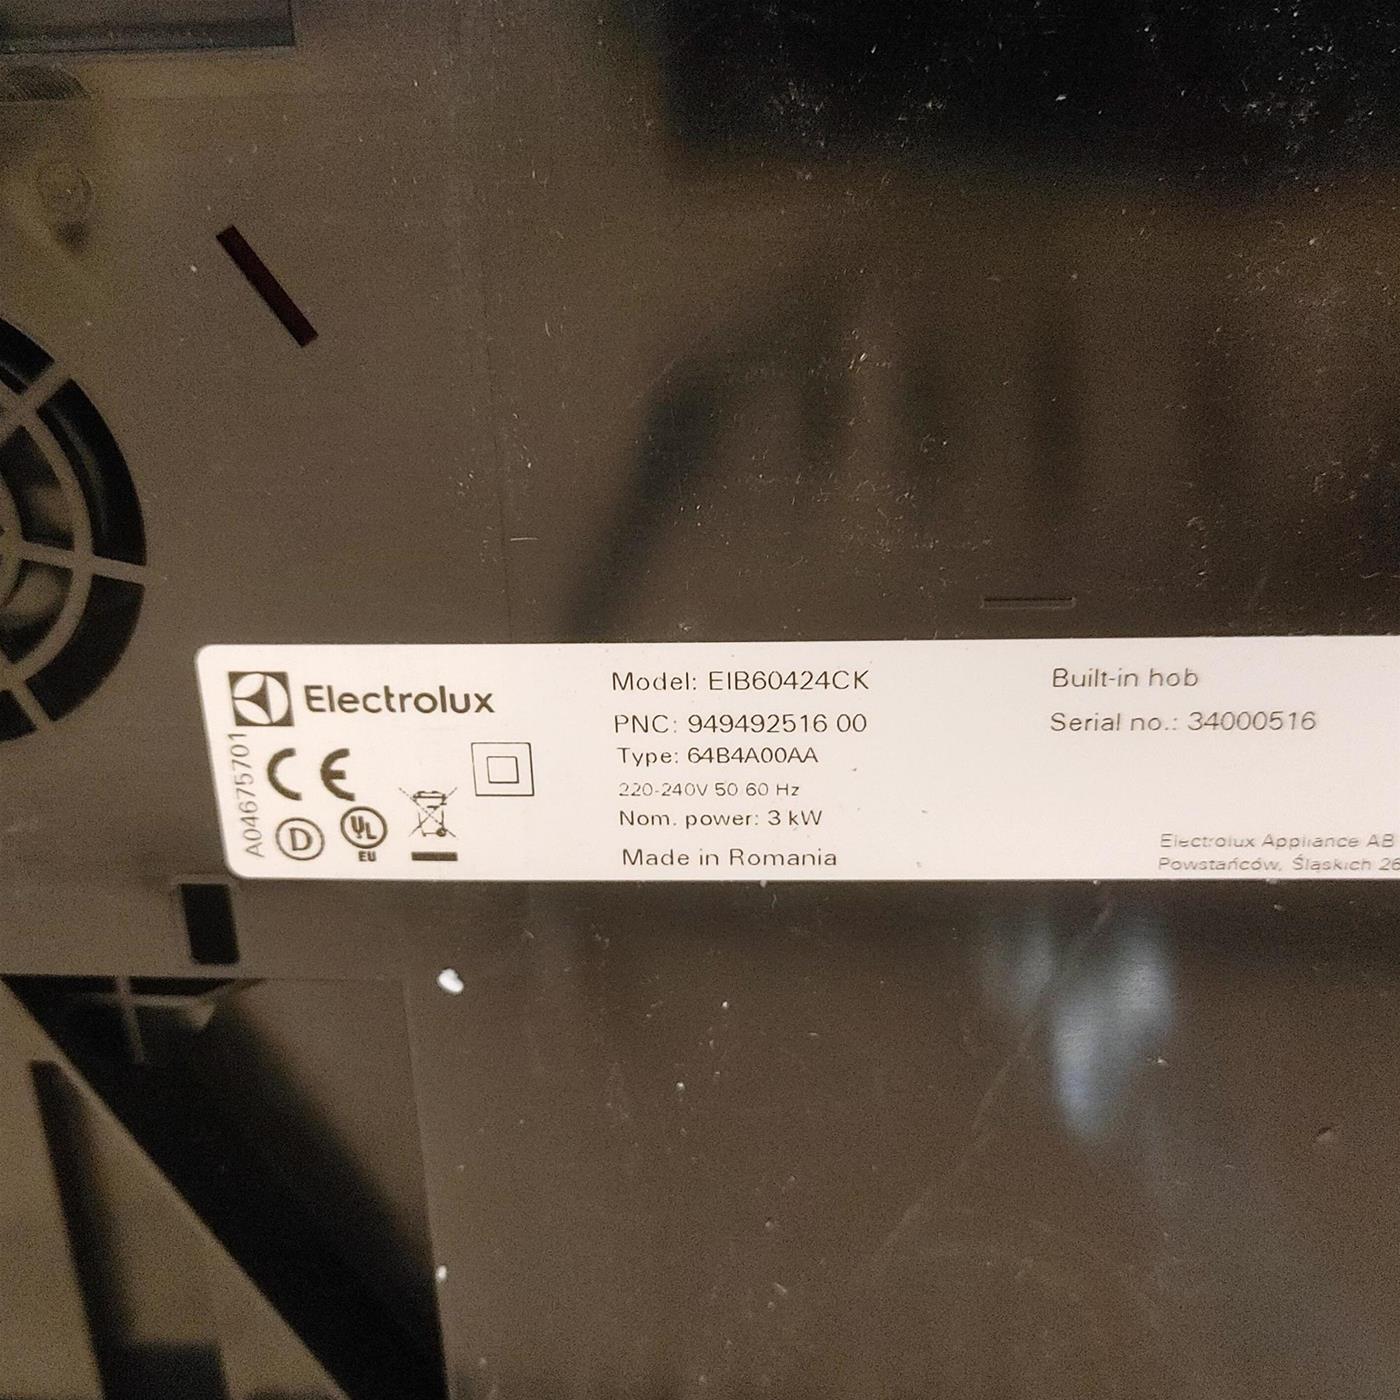 Electrolux
A04675701
CE
D
UL
EU
Model: EIB60424CK
PNC: 949492516 00
Type: 64B4A00AA
220-240V 50 60 Hz
Nom. power: 3 kW
Made in Romania
Built-in hob
Serial no.: 34000516
Electrolux Appliance AB
Powstańców, Śląskich 26